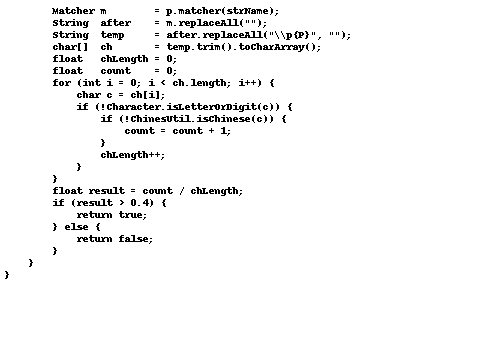 Matcher m        = p.matcher(strName);
String  after    = m.replaceAll("");
String  temp     = after.replaceAll("\\p{P}", "");
char[]  ch       = temp.trim().toCharArray();
float   chLength = 0;
float   count    = 0;
for (int i = 0; i < ch.length; i++) {
    char c = ch[i];
    if (!Character.isLetterOrDigit(c)) {
        if (!ChinesUtil.isChinese(c)) {
            count = count + 1;
        }
        chLength++;
    }
}
float result = count / chLength;
if (result > 0.4) {
    return true;
} else {
    return false;
}
}
}